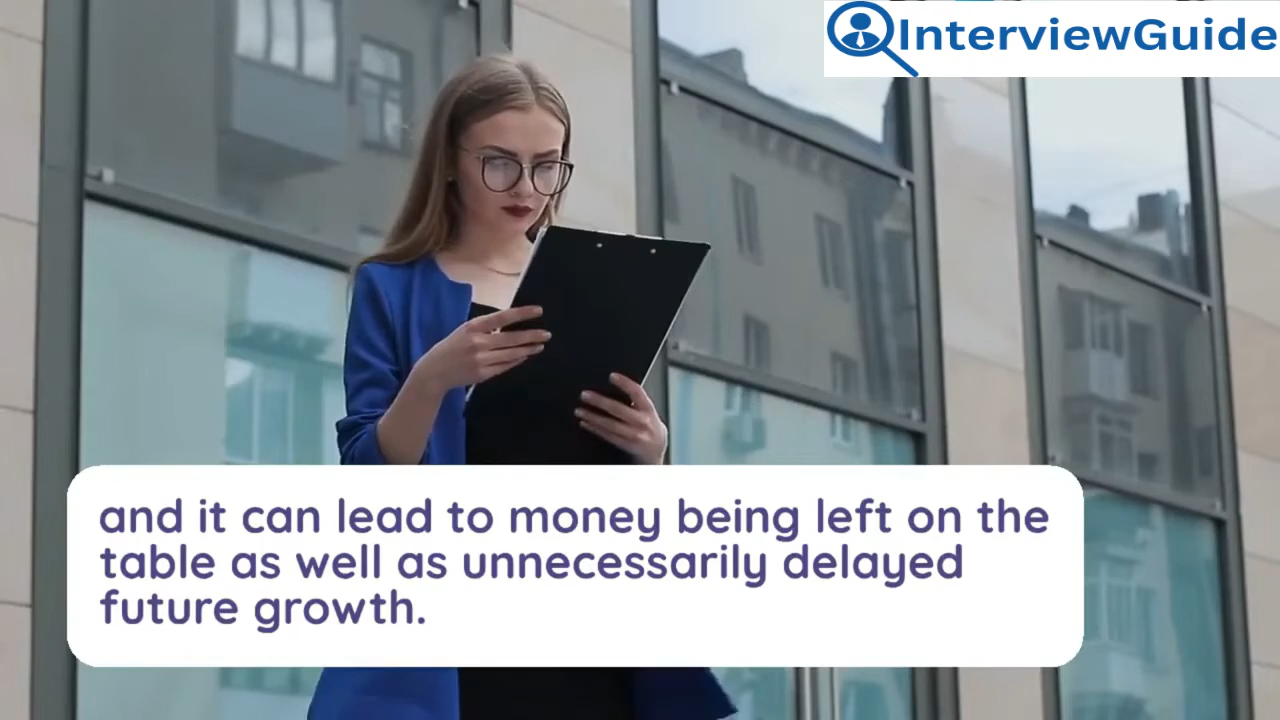 InterviewGuide
and it can lead to money being left on the
table as well as unnecessarily delayed
future growth.